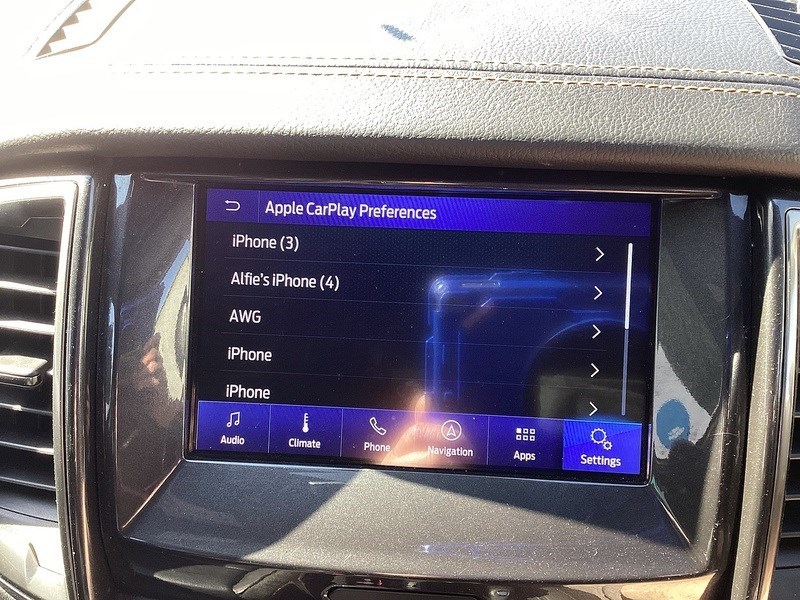 Apple CarPlay Preferences
iPhone (3)
Alfie's iPhone (4)
AWG
iPhone
iPhone
Audio
Climate
Phone
Navigation
Apps
Settings